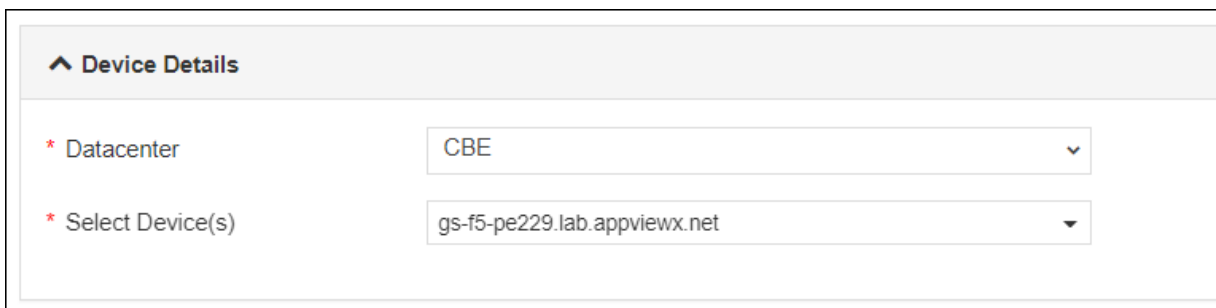 Device Details
* Datacenter CBE
* Select Device(s) gs-f5-pe229.lab.appviewx.net